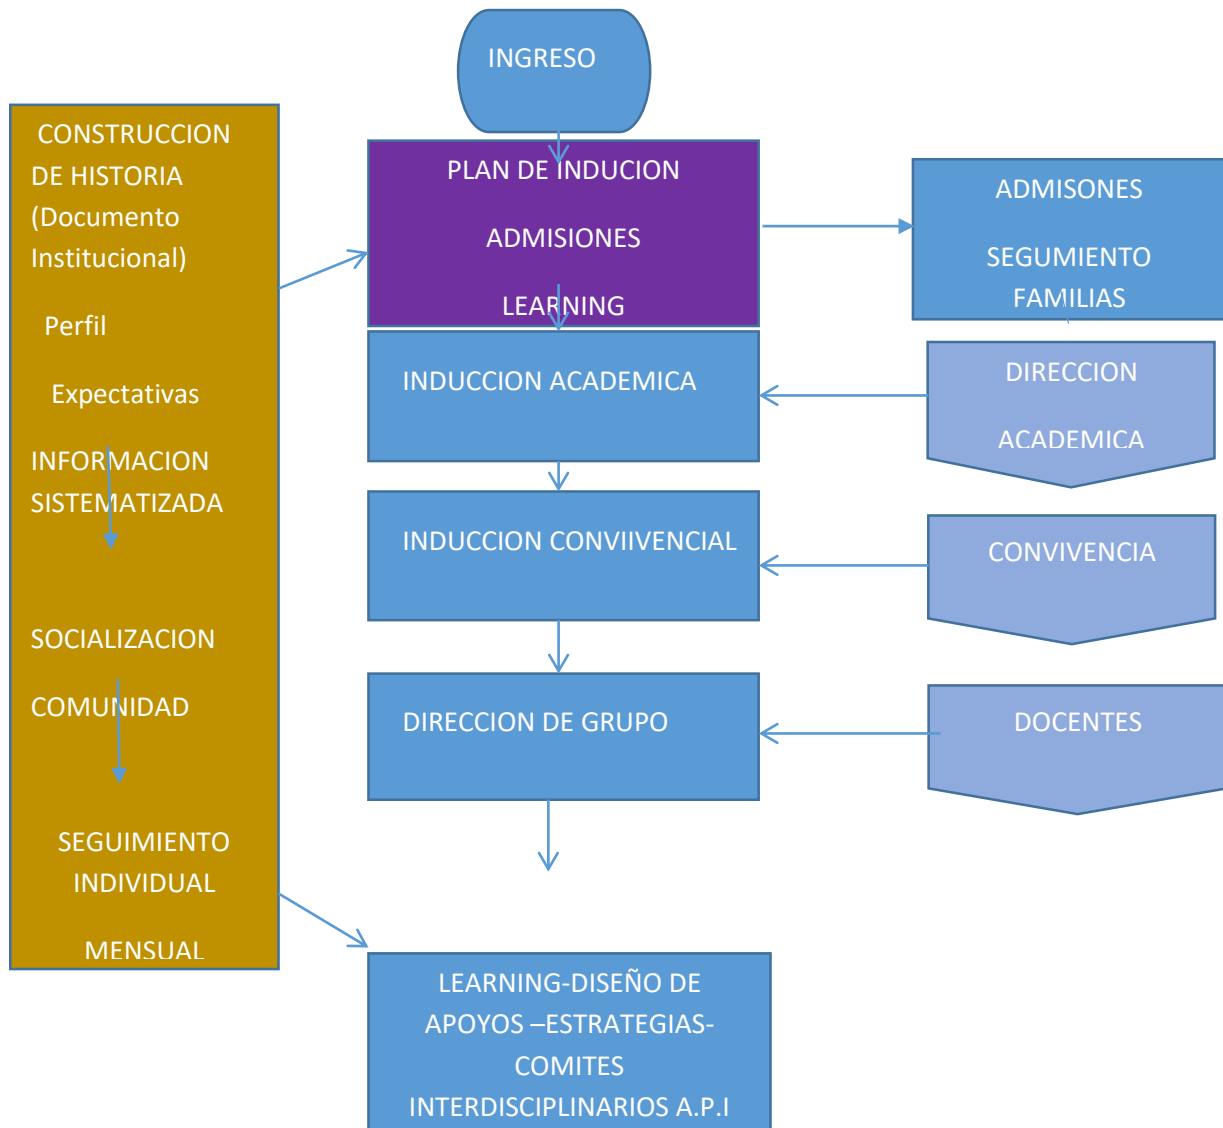 INGRESO
CONSTRUCCION
DE HISTORIA
(Documento
Institucional)
Perfil
Expectativas
INFORMACION
SISTEMATIZADA
SOCIALIZACION
COMUNIDAD
SEGUIMIENTO
INDIVIDUAL
MENSUAL
PLAN DE INDUCION
ADMISIONES
LEARNING
ADMISONES
SEGUMIENTO
FAMILIAS
INDUCCION ACADEMICA
DIRECCION
ACADEMICA
INDUCCION CONVIIVENCIAL
CONVIVENCIA
DIRECCION DE GRUPO
DOCENTES
LEARNING-DISEÑO DE
APOYOS –ESTRATEGIAS-
COMITES
INTERDISCIPLINARIOS A.P.I